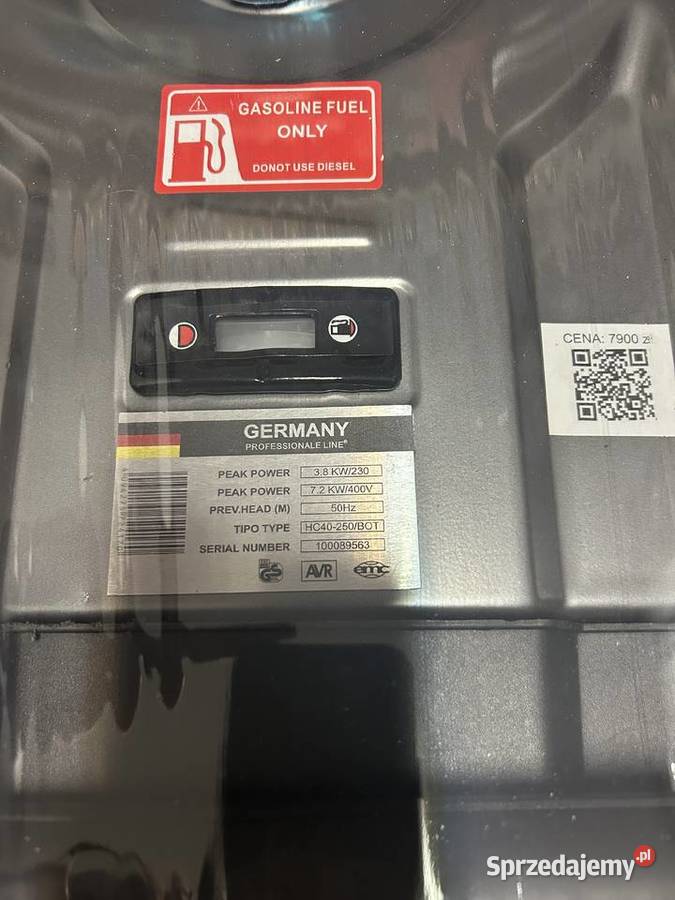 GASOLINE FUEL
ONLY
DONOT USE DIESEL
CENA: 7900 zł
GERMANY
PROFESSIONALE LINE®
PEAK POWER 3.8 KW/230
PEAK POWER 7.2 KW/400V
PREV.HEAD (M) 50Hz
TIPO TYPE HC40-250/BOT
SERIAL NUMBER 100089563
GS AVR emc
Sprzedajemy.pl